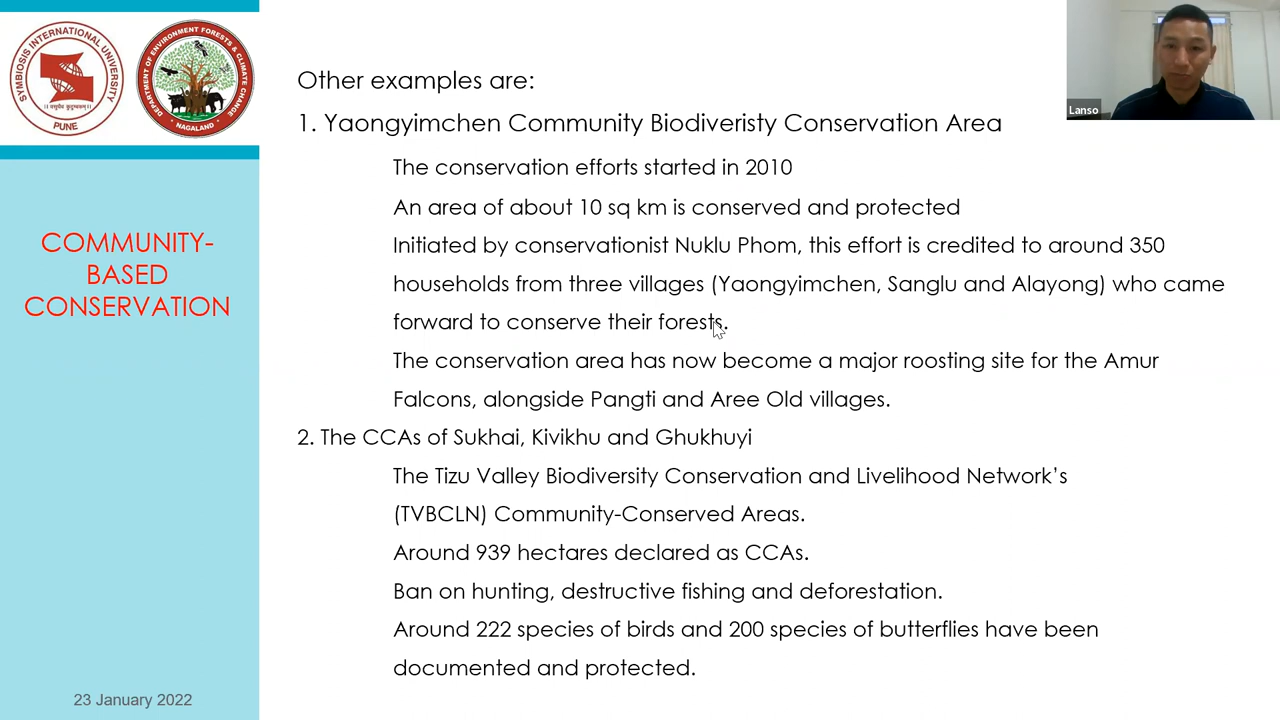 SYMBIOSIS INTERNATIONAL UNIVERSITY
PUNE
DEPARTMENT OF ENVIRONMENT FORESTS & CLIMATE CHANGE
NAGALAND
COMMUNITY-
BASED
CONSERVATION
23 January 2022
Other examples are:
1. Yaongyimchen Community Biodiveristy Conservation Area
The conservation efforts started in 2010
An area of about 10 sq km is conserved and protected
Initiated by conservationist Nuklu Phom, this effort is credited to around 350
households from three villages (Yaongyimchen, Sanglu and Alayong) who came
forward to conserve their forests.
The conservation area has now become a major roosting site for the Amur
Falcons, alongside Pangti and Aree Old villages.
2. The CCAs of Sukhai, Kivikhu and Ghukhuyi
The Tizu Valley Biodiversity Conservation and Livelihood Network’s
(TVBCLN) Community-Conserved Areas.
Around 939 hectares declared as CCAs.
Ban on hunting, destructive fishing and deforestation.
Around 222 species of birds and 200 species of butterflies have been
documented and protected.
Lanso